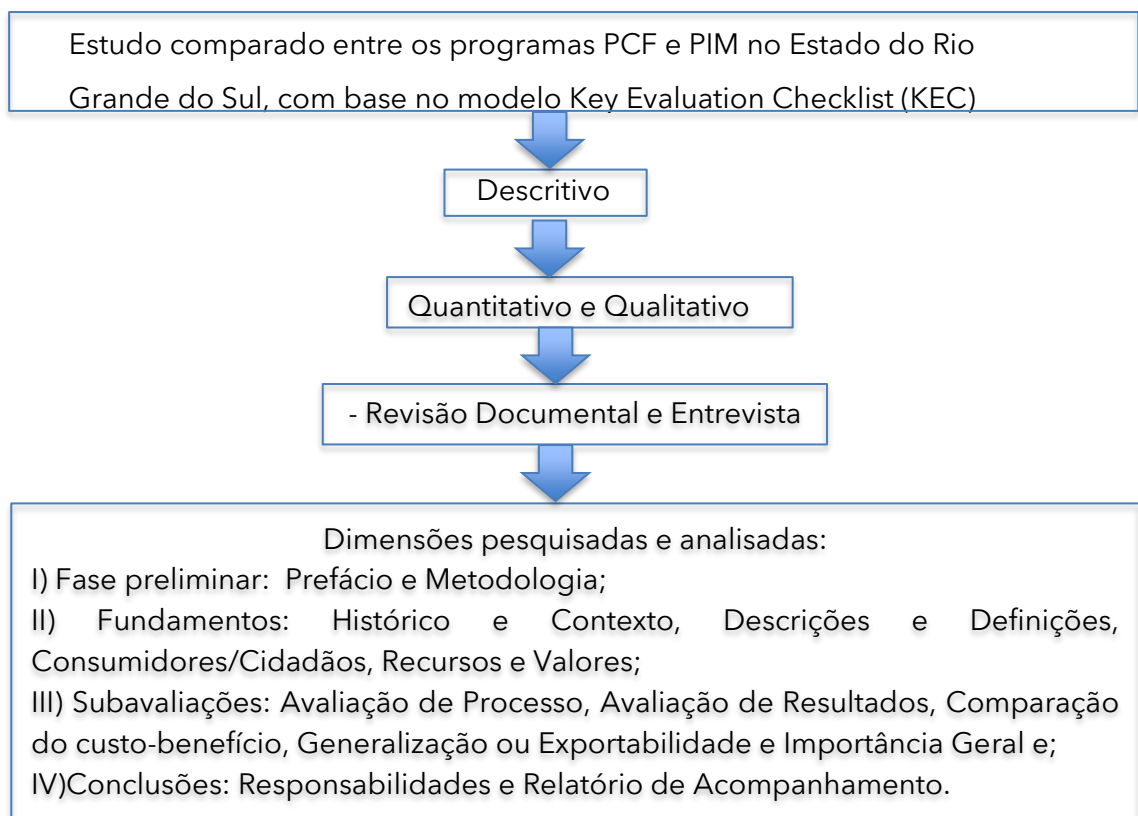 Estudo comparado entre os programas PCF e PIM no Estado do Rio
Grande do Sul, com base no modelo Key Evaluation Checklist (KEC)
Descritivo
Quantitativo e Qualitativo
- Revisão Documental e Entrevista
Dimensões pesquisadas e analisadas:
I) Fase preliminar: Prefácio e Metodologia;
II) Fundamentos: Histórico e Contexto, Descrições e Definições,
Consumidores/Cidadãos, Recursos e Valores;
III) Subavaliações: Avaliação de Processo, Avaliação de Resultados, Comparação
do custo-benefício, Generalização ou Exportabilidade e Importância Geral e;
IV)Conclusões: Responsabilidades e Relatório de Acompanhamento.